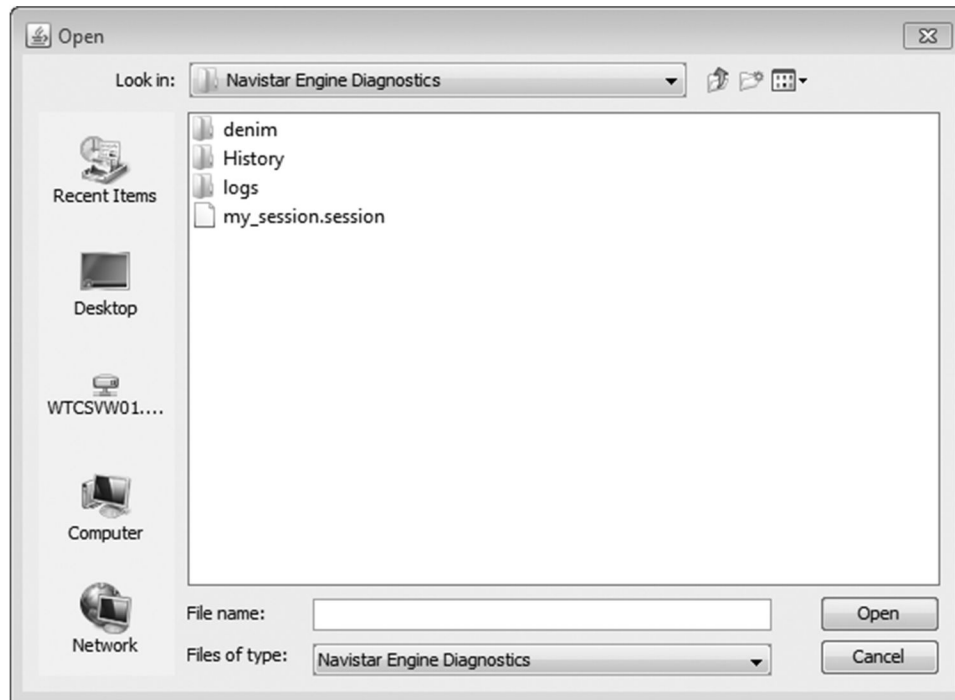 Open
Look in:
Navistar Engine Diagnostics
Recent Items
Desktop
WTCSVW01....
Computer
Network
denim
History
logs
my_session.session
File name:
Open
Files of type:
Navistar Engine Diagnostics
Cancel